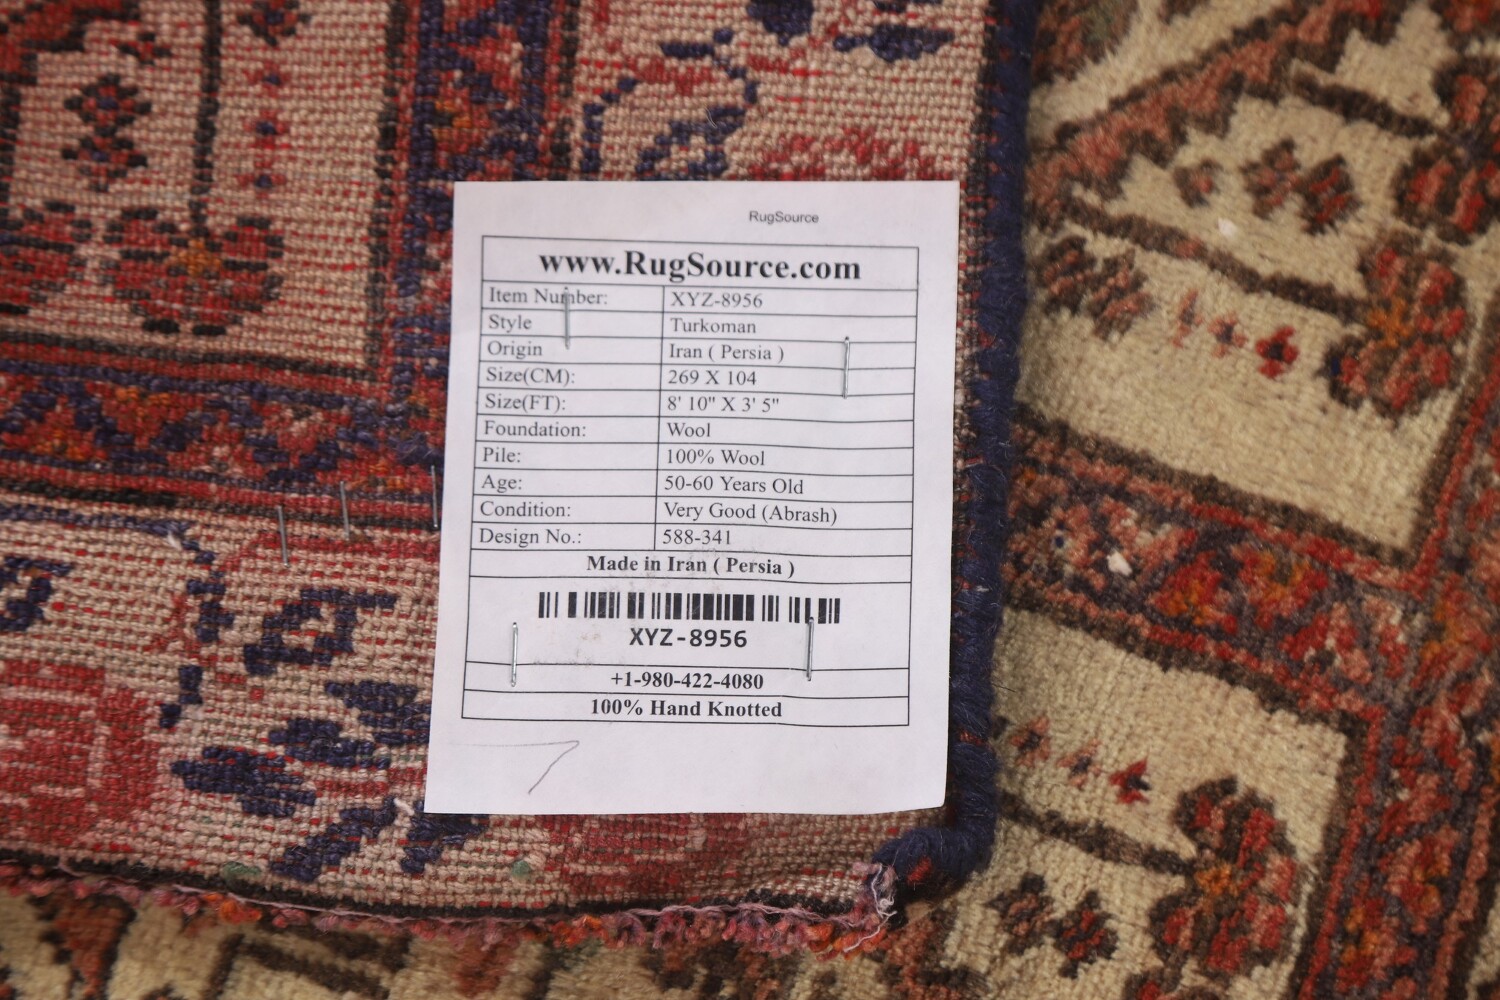 RugSource
www.RugSource.com
Item Number: XYZ-8956
Style Turkoman
Origin Iran ( Persia )
Size(CM): 269 X 104
Size(FT): 8' 10" X 3' 5"
Foundation: Wool
Pile: 100% Wool
Age: 50-60 Years Old
Condition: Very Good (Abrash)
Design No.: 588-341
Made in Iran ( Persia )
XYZ-8956
+1-980-422-4080
100% Hand Knotted